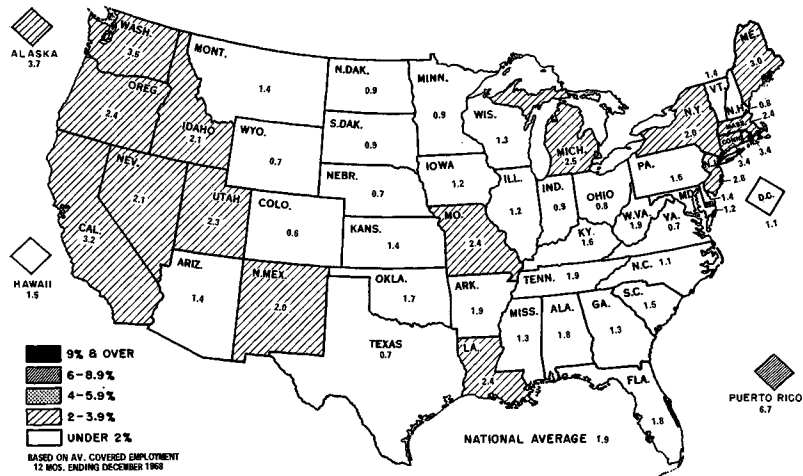 ALASKA
3.7
WASH.
OREG.
2.4
IDAHO
2.1
MONT.
1.4
N.DAK.
0.9
S.DAK.
0.9
MINN.
0.9
WYO.
0.7
NEBR.
0.7
WIS.
1.3
MICH.
IOWA
1.2
ILL.
1.2
IND.
0.9
OHIO
0.8
PA.
1.6
N.Y.
2.0
1.4
VT.
N.H.
0.8
ME.
3.0
MASS.
2.4
CONN.
3.4
3.4
N.J.
2.8
MD.
1.4
1.2
D.C.
1.1
NEV.
2.1
UTAH
2.3
COLO.
0.6
KANS.
1.4
MO.
2.4
KY.
1.6
W.VA.
1.9
VA.
0.7
CAL.
3.2
ARIZ.
1.4
N.MEX.
2.0
OKLA.
1.7
ARK.
1.9
TENN. 1.9
N.C. 1.1
S.C.
1.5
HAWAII
TEXAS
0.7
LA.
2.4
MISS.
1.3
ALA.
1.8
GA.
1.3
FLA.
1.8
PUERTO RICO
6.7
9% & OVER
6-8.9%
4-5.9%
2-3.9%
UNDER 2%
NATIONAL AVERAGE 1.9
BASED ON AV. COVERED EMPLOYMENT
12 MOS. ENDING DECEMBER 1968